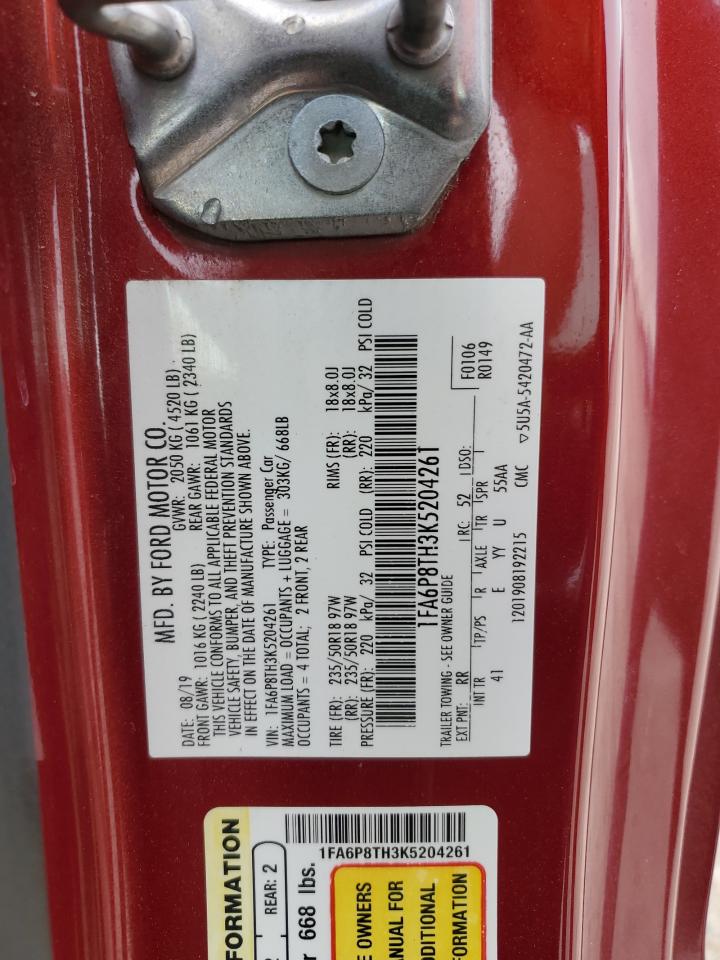 MFD. BY FORD MOTOR CO.
DATE: 08/19 GVWR: 2050 KG ( 4520 LB)
FRONT GAWR: 1016 KG ( 2240 LB) REAR GAWR: 1061 KG ( 2340 LB)
THIS VEHICLE CONFORMS TO ALL APPLICABLE FEDERAL MOTOR
VEHICLE SAFETY, BUMPER, AND THEFT PREVENTION STANDARDS
IN EFFECT ON THE DATE OF MANUFACTURE SHOWN ABOVE.
VIN: 1FA6P8TH3K5204261 TYPE: Passenger Car
MAXIMUM LOAD = OCCUPANTS + LUGGAGE = 303KG/ 668LB
OCCUPANTS = 4 TOTAL; 2 FRONT, 2 REAR
TIRE (FR): 235/50R18 97W RIMS (FR): 18x8.0J
(RR): 235/50R18 97W (RR): 18x8.0J
PRESSURE (FR): 220 kPa/ 32 PSI COLD (RR): 220 kPa/ 32 PSI COLD
1FA6P8TH3K5204261
TRAILER TOWING - SEE OWNER GUIDE
EXT PNT: RR RC: 52 DSO: F0106
R0149
INT TR TP/PS R AXLE TR SPR
41 E YY U 55AA
1Z01908192215 CMC ▽5U5A-5420472-AA
1FA6P8TH3K5204261
FORMATION
REAR: 2
668 lbs.
OWNERS
FOR
FORMATION